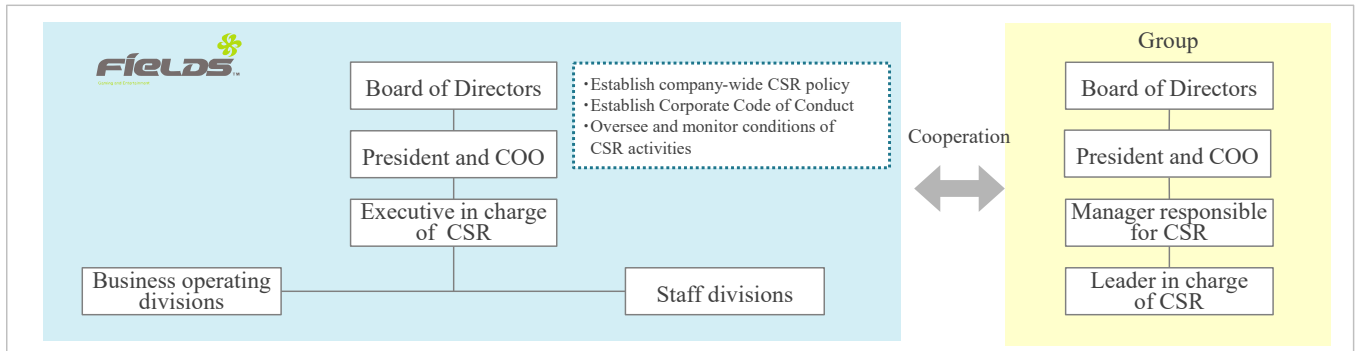 FIELDS™
Board of Directors
President and COO
Executive in charge
of CSR
Business operating
divisions
Staff divisions
・Establish company-wide CSR policy
・Establish Corporate Code of Conduct
・Oversee and monitor conditions of
CSR activities
Cooperation
Group
Board of Directors
President and COO
Manager responsible
for CSR
Leader in charge
of CSR